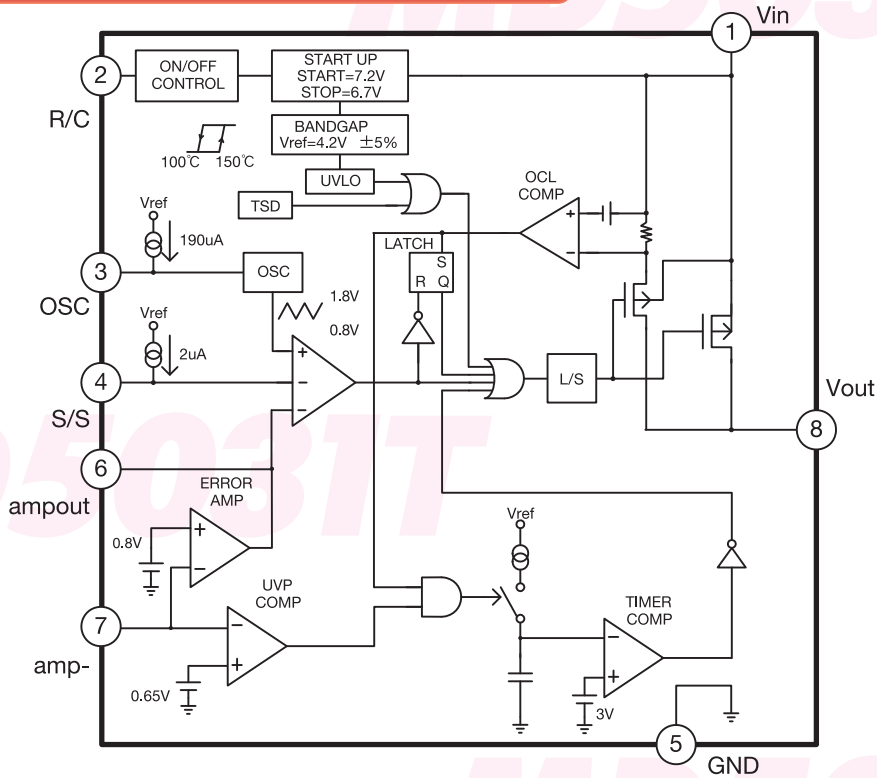 Vin
1
2
R/C
ON/OFF
CONTROL
START UP
START=7.2V
STOP=6.7V
BANDGAP
Vref=4.2V ±5%
100℃ 150℃
UVLO
TSD
OCL
COMP
+
−
Vref
190uA
3
OSC
OSC
LATCH
S
R Q
1.8V
0.8V
Vref
2uA
4
S/S
+
−
−
L/S
Vout
8
6
ampout
ERROR
AMP
0.8V
+
−
Vref
7
amp-
UVP
COMP
−
+
0.65V
TIMER
COMP
−
+
3V
5
GND
5031T